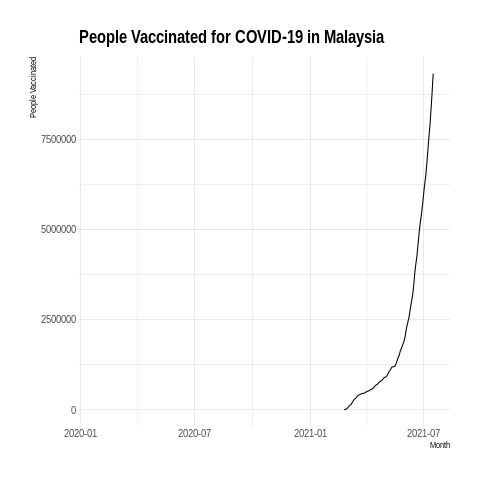 People Vaccinated for COVID-19 in Malaysia
People Vaccinated
7500000
5000000
2500000
0
2020-01
2020-07
2021-01
2021-07
Month